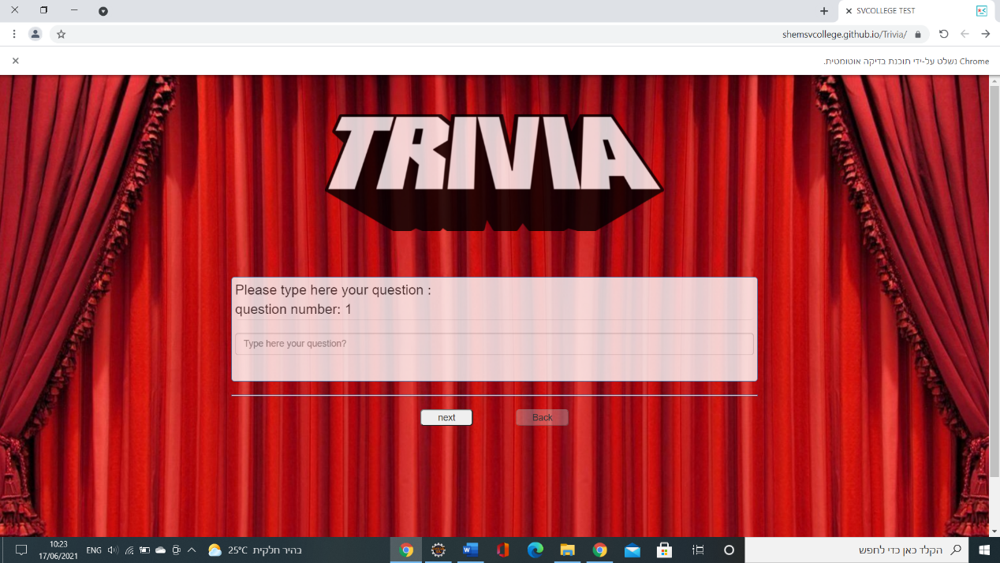 SVCOLLEGE TEST
shemsvcollege.github.io/Trivia/
Chrome נשלט על-ידי תוכנת בדיקה אוטומטית.
TRIVIA
Please type here your question :
question number: 1
Type here your question?
next
Back
10:23
17/06/2021
ENG
25°C בהיר חלקית
הקלד כאן כדי לחפש